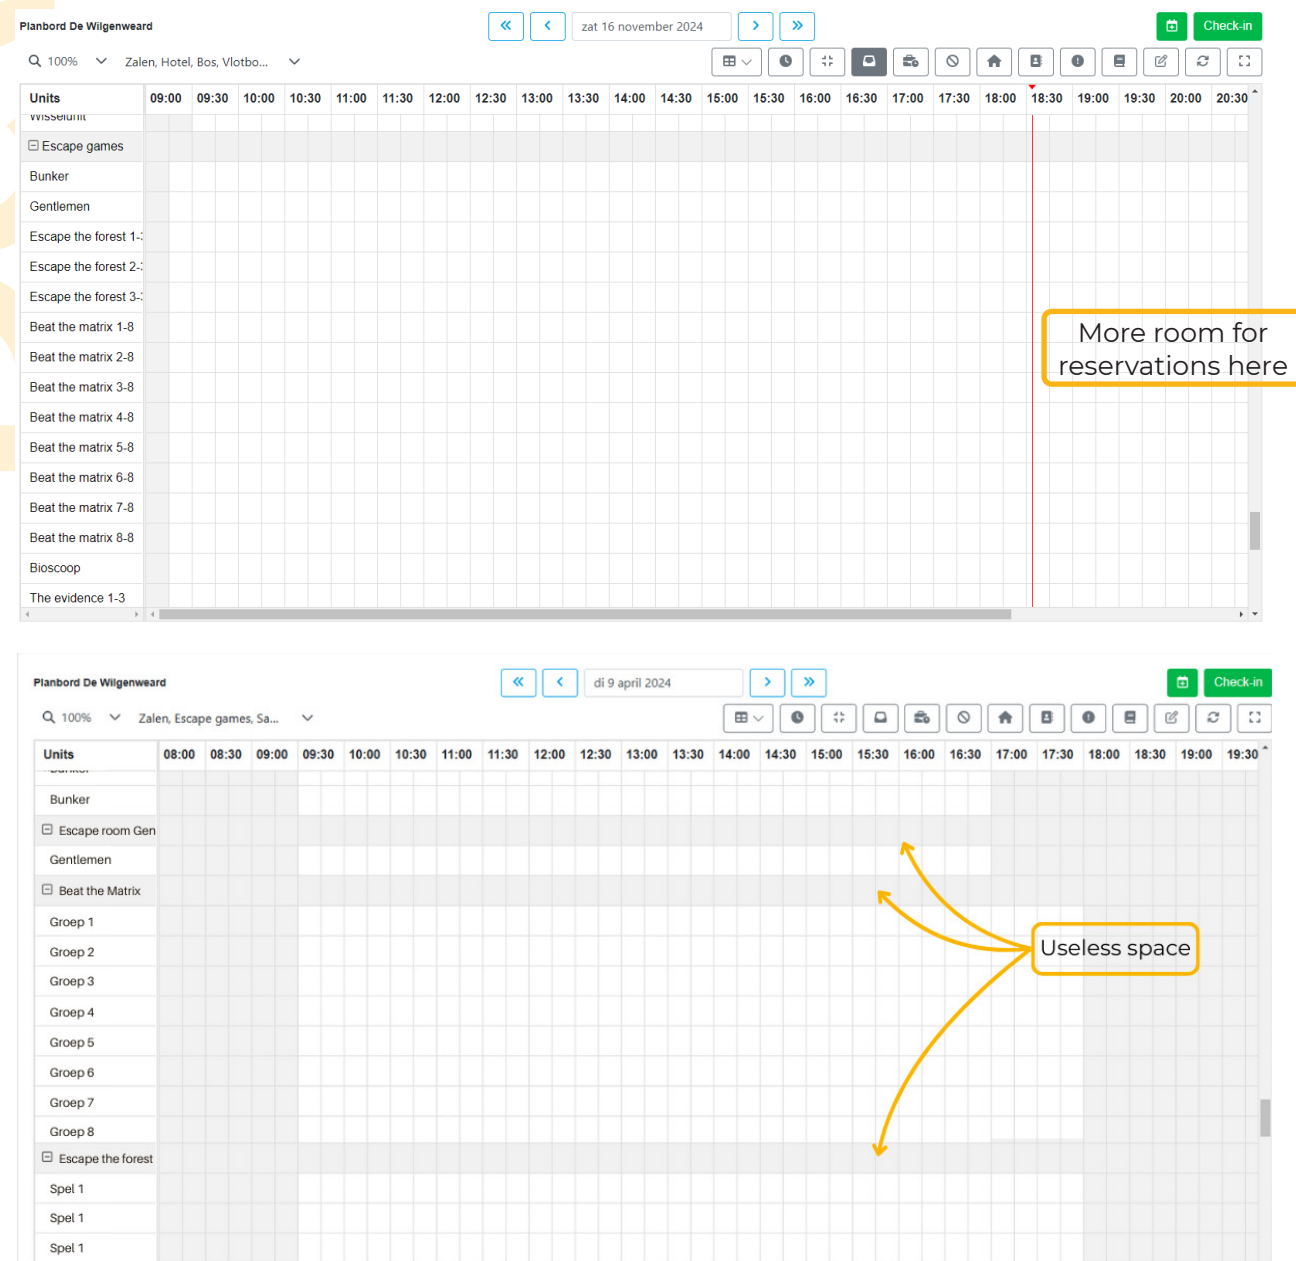 Planbord De Wilgenweard
zat 16 november 2024
Check-in
100%
Zalen, Hotel, Bos, Vlotbo...
Units 09:00 09:30 10:00 10:30 11:00 11:30 12:00 12:30 13:00 13:30 14:00 14:30 15:00 15:30 16:00 16:30 17:00 17:30 18:00 18:30 19:00 19:30 20:00 20:30
Wisselunit
Escape games
Bunker
Gentlemen
Escape the forest 1-3
Escape the forest 2-3
Escape the forest 3-3
Beat the matrix 1-8
More room for
reservations here
Beat the matrix 2-8
Beat the matrix 3-8
Beat the matrix 4-8
Beat the matrix 5-8
Beat the matrix 6-8
Beat the matrix 7-8
Beat the matrix 8-8
Bioscoop
The evidence 1-3
Planbord De Wilgenweard
di 9 april 2024
Check-in
100%
Zalen, Escape games, Sa...
Units 08:00 08:30 09:00 09:30 10:00 10:30 11:00 11:30 12:00 12:30 13:00 13:30 14:00 14:30 15:00 15:30 16:00 16:30 17:00 17:30 18:00 18:30 19:00 19:30
Bunker
Bunker
Escape room Gen
Gentlemen
Beat the Matrix
Groep 1
Useless space
Groep 2
Groep 3
Groep 4
Groep 5
Groep 6
Groep 7
Groep 8
Escape the forest
Spel 1
Spel 1
Spel 1